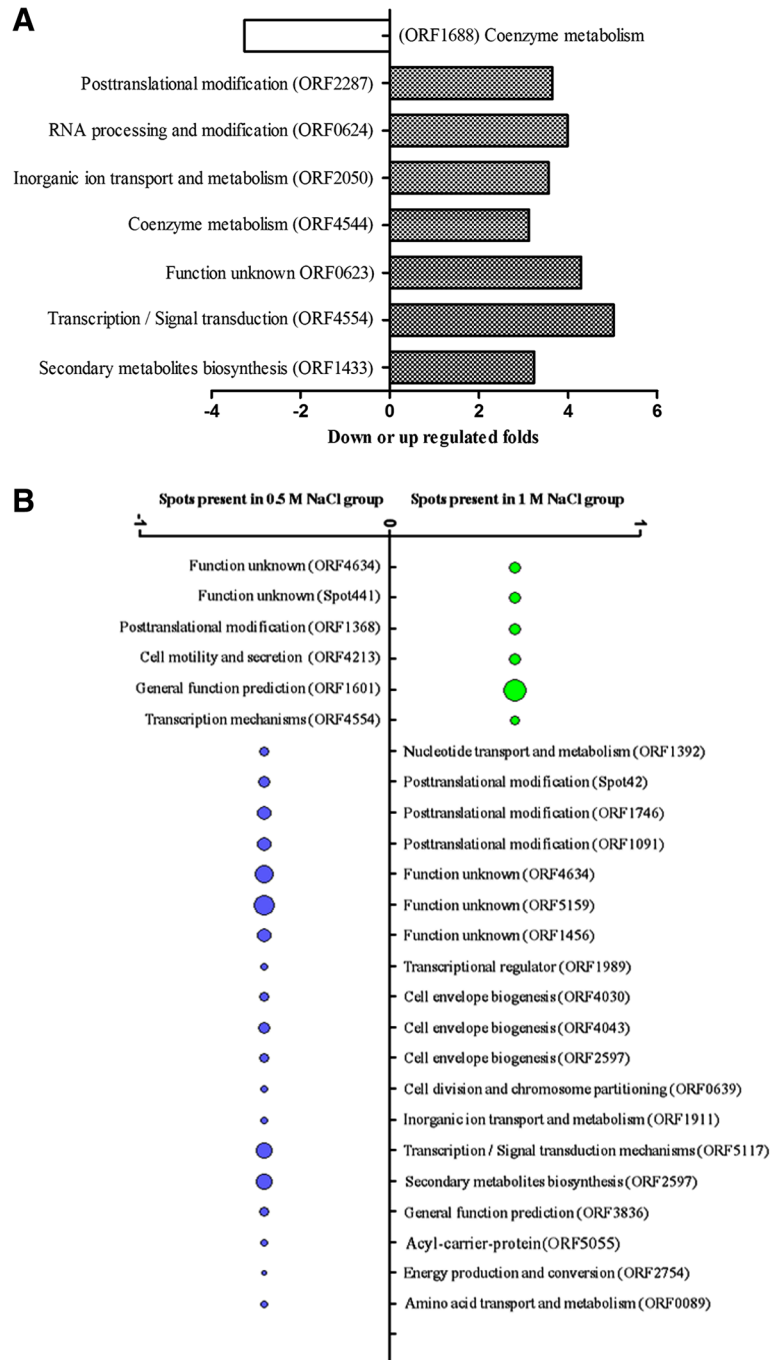 A
(ORF1688) Coenzyme metabolism
Posttranslational modification (ORF2287)
RNA processing and modification (ORF0624)
Inorganic ion transport and metabolism (ORF2050)
Coenzyme metabolism (ORF4544)
Function unknown ORF0623)
Transcription / Signal transduction (ORF4554)
Secondary metabolites biosynthesis (ORF1433)
-4 -2 0 2 4 6
Down or up regulated folds
B
Spots present in 0.5 M NaCl group Spots present in 1 M NaCl group
-1 0 1
Function unknown (ORF4634)
Function unknown (Spot441)
Posttranslational modification (ORF1368)
Cell motility and secretion (ORF4213)
General function prediction (ORF1601)
Transcription mechanisms (ORF4554)
Nucleotide transport and metabolism (ORF1392)
Posttranslational modification (Spot42)
Posttranslational modification (ORF1746)
Posttranslational modification (ORF1091)
Function unknown (ORF4634)
Function unknown (ORF5159)
Function unknown (ORF1456)
Transcriptional regulator (ORF1989)
Cell envelope biogenesis (ORF4030)
Cell envelope biogenesis (ORF4043)
Cell envelope biogenesis (ORF2597)
Cell division and chromosome partitioning (ORF0639)
Inorganic ion transport and metabolism (ORF1911)
Transcription / Signal transduction mechanisms (ORF5117)
Secondary metabolites biosynthesis (ORF2597)
General function prediction (ORF3836)
Acyl-carrier-protein (ORF5055)
Energy production and conversion (ORF2754)
Amino acid transport and metabolism (ORF0089)